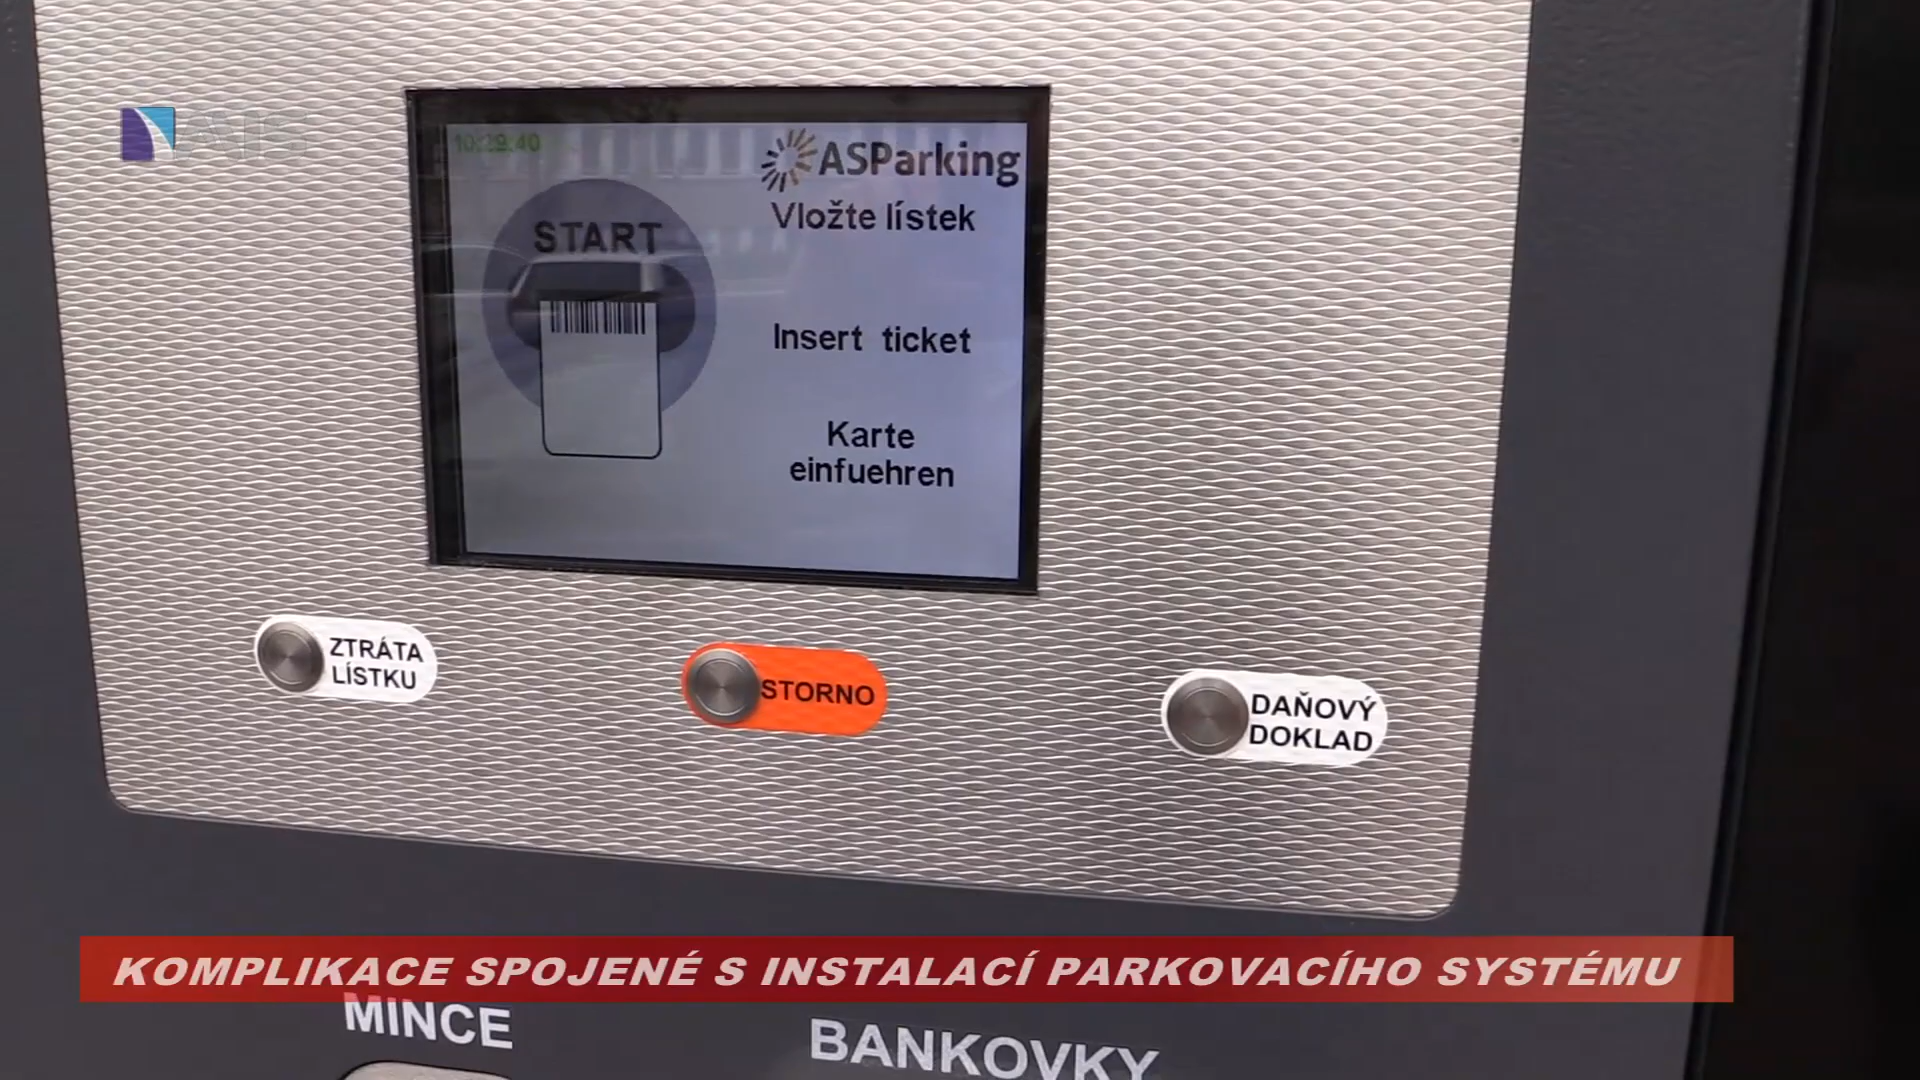 AIS
10:29:40
ASParking
START
Vložte lístek
Insert ticket
Karte
einfuehren
ZTRÁTA
LÍSTKU
STORNO
DAŇOVÝ
DOKLAD
KOMPLIKACE SPOJENÉ S INSTALACÍ PARKOVACÍHO SYSTÉMU
MINCE
BANKOVKY